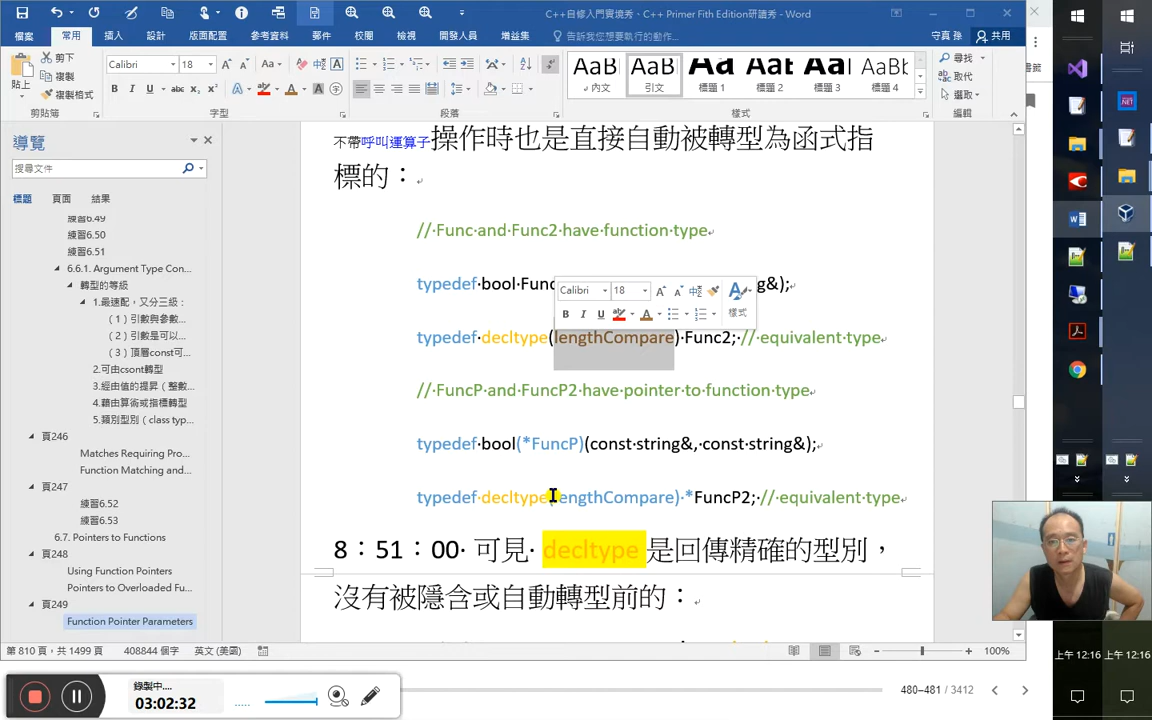 C++自修入門實境秀、C++ Primer Fith Edition研讀秀 - Word
檔案 常用 插入 設計 版面配置 參考資料 郵件 校閱 檢視 開發人員 增益集 告訴我您想要執行的動作... 守真 孫 共用
貼上 剪下 複製 複製格式 剪貼簿
Calibri 18 字型 段落
AaB 內文 AaB 引文 AaB 標題 1 AaB 標題 2 AaB 標題 3 AaBb 標題 4 樣式
尋找 取代 選取 編輯
導覽
搜尋文件
標題 頁面 結果
練習6.49
練習6.50
練習6.51
6.6.1. Argument Type Con...
轉型的等級
1.最速配，又分三級：
（1）引數與參數...
（2）引數是可以...
（3）頂層const可...
2.可由csont轉型
3.經由值的提昇（整數...
4.藉由算術或指標轉型
5.類別型別（class typ...
頁246
Matches Requiring Pro...
Function Matching and...
頁247
練習6.52
練習6.53
6.7. Pointers to Functions
頁248
Using Function Pointers
Pointers to Overloaded Fu...
頁249
Function Pointer Parameters
不帶呼叫運算子操作時也是直接自動被轉型為函式指
標的：
// Func and Func2 have function type
typedef bool Func
g&);
Calibri 18
樣式
typedef decltype(lengthCompare) Func2; // equivalent type
// FuncP and FuncP2 have pointer to function type
typedef bool(*FuncP)(const string&, const string&);
typedef decltype(lengthCompare) *FuncP2; // equivalent type
8：51：00 可見 decltype 是回傳精確的型別，
沒有被隱含或自動轉型前的：
第 810 頁，共 1499 頁 408844 個字 英文 (美國) 100%
錄製中....
03:02:32
480–481 / 3412
上午 12:16 上午 12:16